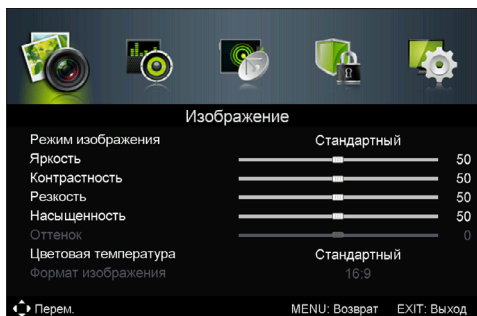 Изображение
Режим изображения Стандартный
Яркость 50
Контрастность 50
Резкость 50
Насыщенность 50
Оттенок 0
Цветовая температура Стандартный
Формат изображения 16:9
Перем. MENU: Возврат EXIT: Выход